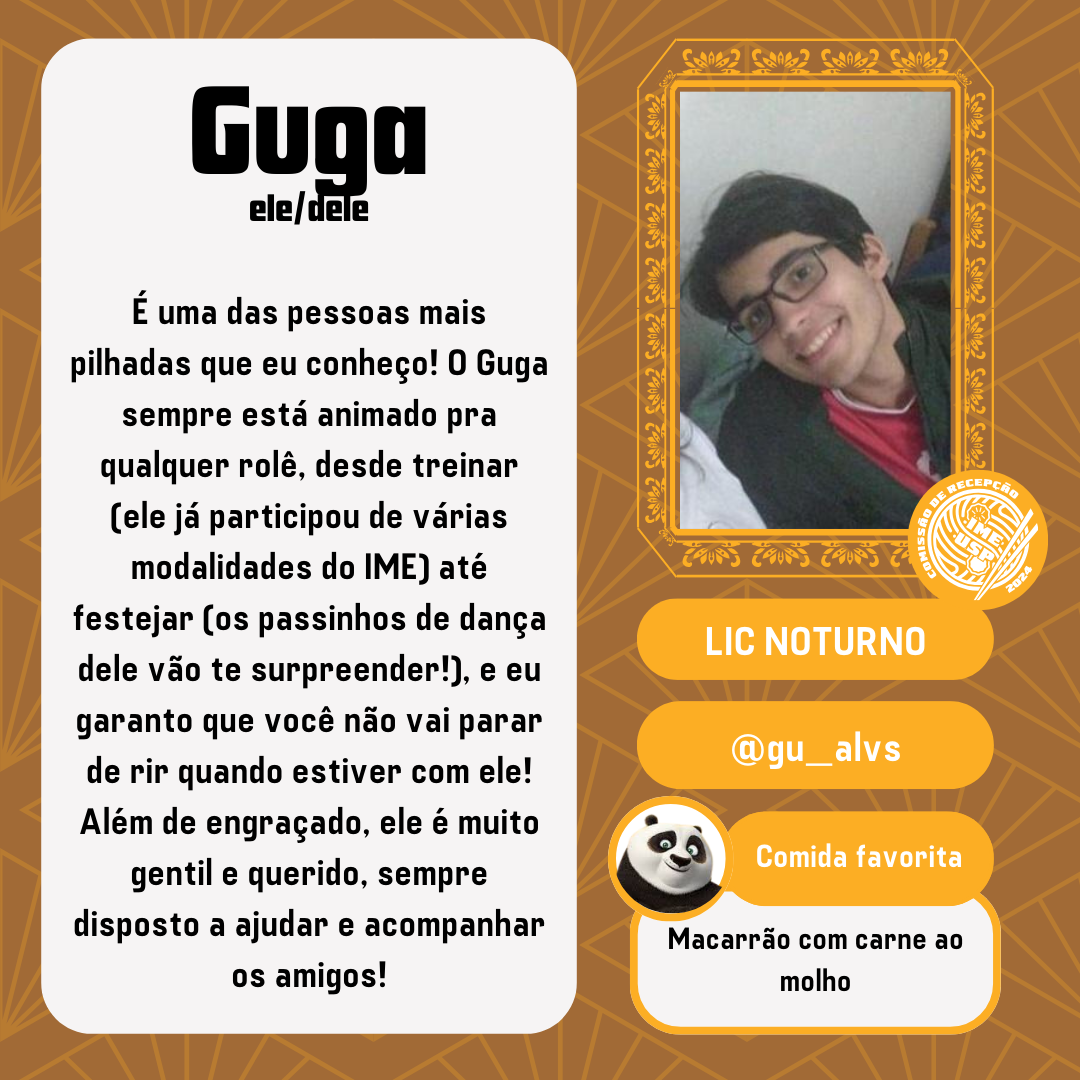 Guga
ele/dele
É uma das pessoas mais
pilhadas que eu conheço! O Guga
sempre está animado pra
qualquer rolê, desde treinar
(ele já participou de várias
modalidades do IME) até
festejar (os passinhos de dança
dele vão te surpreender!), e eu
garanto que você não vai parar
de rir quando estiver com ele!
Além de engraçado, ele é muito
gentil e querido, sempre
disposto a ajudar e acompanhar
os amigos!
COMISSÃO DE RECEPÇÃO
IME
USP
2024
LIC NOTURNO
@gu_alvs
Comida favorita
Macarrão com carne ao
molho